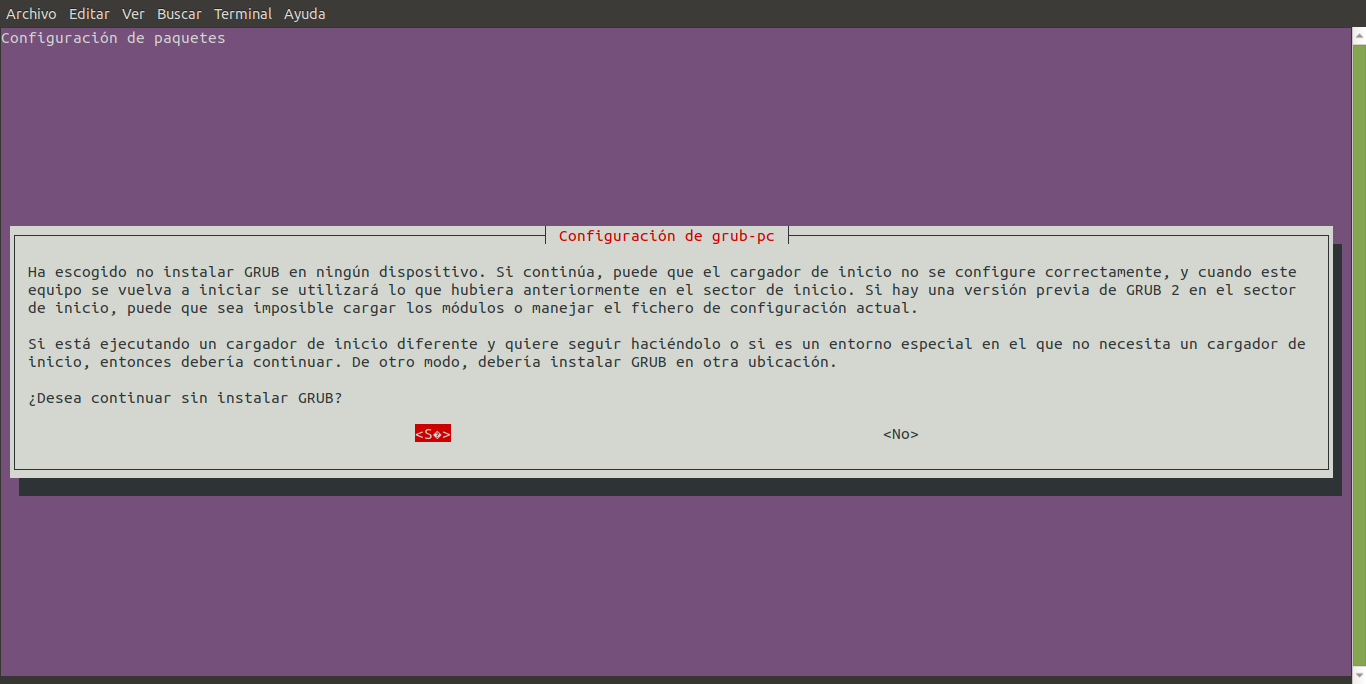 Archivo Editar Ver Buscar Terminal Ayuda
Configuración de paquetes
Configuración de grub-pc
Ha escogido no instalar GRUB en ningún dispositivo. Si continúa, puede que el cargador de inicio no se configure correctamente, y cuando este
equipo se vuelva a iniciar se utilizará lo que hubiera anteriormente en el sector de inicio. Si hay una versión previa de GRUB 2 en el sector
de inicio, puede que sea imposible cargar los módulos o manejar el fichero de configuración actual.
Si está ejecutando un cargador de inicio diferente y quiere seguir haciéndolo o si es un entorno especial en el que no necesita un cargador de
inicio, entonces debería continuar. De otro modo, debería instalar GRUB en otra ubicación.
¿Desea continuar sin instalar GRUB?
<S�> <No>